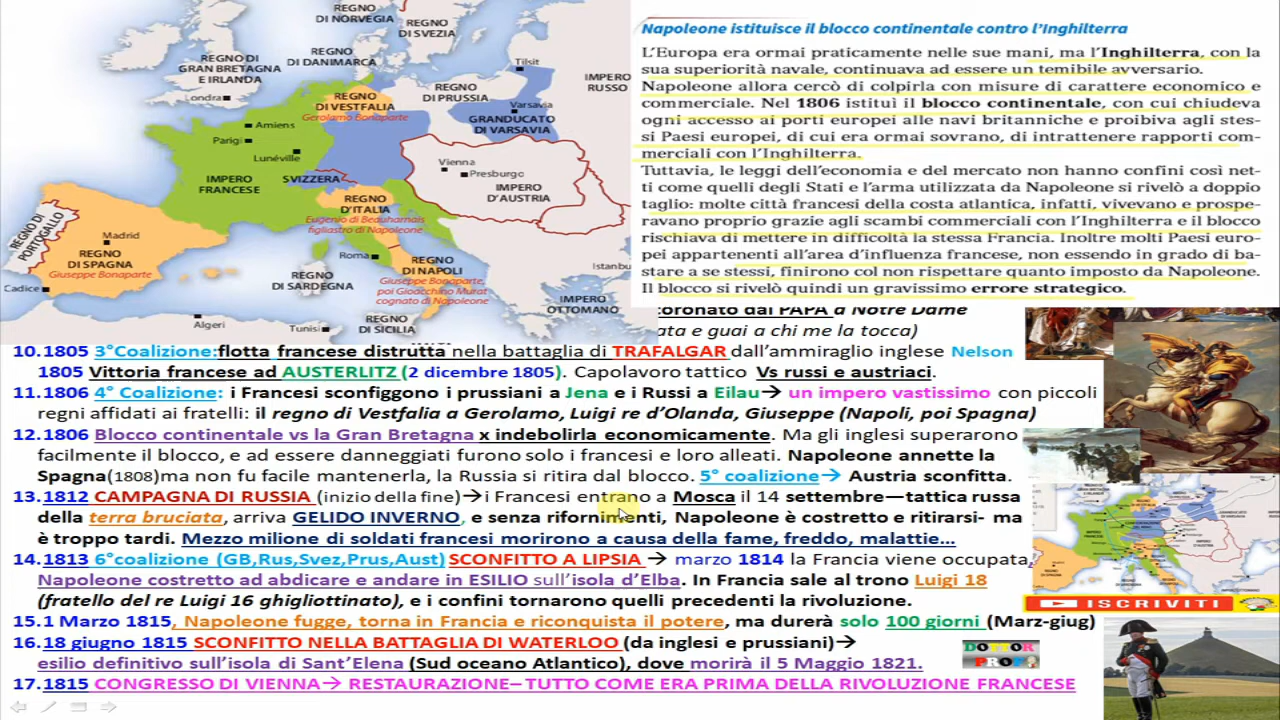 REGNO
DI NORVEGIA
REGNO
DI SVEZIA
REGNO DI
GRAN BRETAGNA
E IRLANDA
REGNO
DI DANIMARCA
Tilsit
IMPERO
RUSSO
Londra
REGNO
DI VESTFALIA
Gerolamo Bonaparte
REGNO
DI PRUSSIA
Varsavia
GRANDUCATO
DI VARSAVIA
Amiens
Parigi
Lunéville
IMPERO
FRANCESE
SVIZZERA
Vienna
Presburgo
IMPERO
D'AUSTRIA
REGNO
D'ITALIA
Eugenio di Beauharnais
figliastro di Napoleone
REGNO DI
PORTOGALLO
Madrid
REGNO
DI SPAGNA
Giuseppe Bonaparte
Cadice
Roma
REGNO
DI NAPOLI
Giuseppe Bonaparte,
poi Gioacchino Murat
cognato di Napoleone
REGNO
DI SARDEGNA
Istanbu
IMPERO
OTTOMANO
Algeri
Tunisi
REGNO
DI SICILIA
Napoleone istituisce il blocco continentale contro l'Inghilterra
L'Europa era ormai praticamente nelle sue mani, ma l'Inghilterra, con la
sua superiorità navale, continuava ad essere un temibile avversario.
Napoleone allora cercò di colpirla con misure di carattere economico e
commerciale. Nel 1806 istituì il blocco continentale, con cui chiudeva
ogni accesso ai porti europei alle navi britanniche e proibiva agli stes-
si Paesi europei, di cui era ormai sovrano, di intrattenere rapporti com-
merciali con l'Inghilterra.
Tuttavia, le leggi dell'economia e del mercato non hanno confini così net-
ti come quelli degli Stati e l'arma utilizzata da Napoleone si rivelò a doppio
taglio: molte città francesi della costa atlantica, infatti, vivevano e prospe-
ravano proprio grazie agli scambi commerciali con l'Inghilterra e il blocco
rischiava di mettere in difficoltà la stessa Francia. Inoltre molti Paesi euro-
pei appartenenti all'area d'influenza francese, non essendo in grado di ba-
stare a se stessi, finirono col non rispettare quanto imposto da Napoleone.
Il blocco si rivelò quindi un gravissimo errore strategico.
coronato dal PAPA a Notre Dame
ata e guai a chi me la tocca)
10.1805 3°Coalizione:flotta francese distrutta nella battaglia di TRAFALGAR dall'ammiraglio inglese Nelson
1805 Vittoria francese ad AUSTERLITZ (2 dicembre 1805). Capolavoro tattico Vs russi e austriaci.
11.1806 4° Coalizione: i Francesi sconfiggono i prussiani a Jena e i Russi a Eilau→ un impero vastissimo con piccoli
regni affidati ai fratelli: il regno di Vestfalia a Gerolamo, Luigi re d'Olanda, Giuseppe (Napoli, poi Spagna)
12.1806 Blocco continentale vs la Gran Bretagna x indebolirla economicamente. Ma gli inglesi superarono
facilmente il blocco, e ad essere danneggiati furono solo i francesi e loro alleati. Napoleone annette la
Spagna(1808)ma non fu facile mantenerla, la Russia si ritira dal blocco. 5° coalizione→ Austria sconfitta.
13.1812 CAMPAGNA DI RUSSIA (inizio della fine)→i Francesi entrano a Mosca il 14 settembre—tattica russa
della terra bruciata, arriva GELIDO INVERNO, e senza rifornimenti, Napoleone è costretto e ritirarsi- ma
è troppo tardi. Mezzo milione di soldati francesi morirono a causa della fame, freddo, malattie...
14.1813 6°coalizione (GB,Rus,Svez,Prus,Aust) SCONFITTO A LIPSIA → marzo 1814 la Francia viene occupata,
Napoleone costretto ad abdicare e andare in ESILIO sull'isola d'Elba. In Francia sale al trono Luigi 18
(fratello del re Luigi 16 ghigliottinato), e i confini tornarono quelli precedenti la rivoluzione.
15.1 Marzo 1815, Napoleone fugge, torna in Francia e riconquista il potere, ma durerà solo 100 giorni (Marz-giug)
16.18 giugno 1815 SCONFITTO NELLA BATTAGLIA DI WATERLOO (da inglesi e prussiani)→
esilio definitivo sull'isola di Sant'Elena (Sud oceano Atlantico), dove morirà il 5 Maggio 1821.
17.1815 CONGRESSO DI VIENNA→ RESTAURAZIONE– TUTTO COME ERA PRIMA DELLA RIVOLUZIONE FRANCESE
ISCRIVITI
DOTTOR
PROF